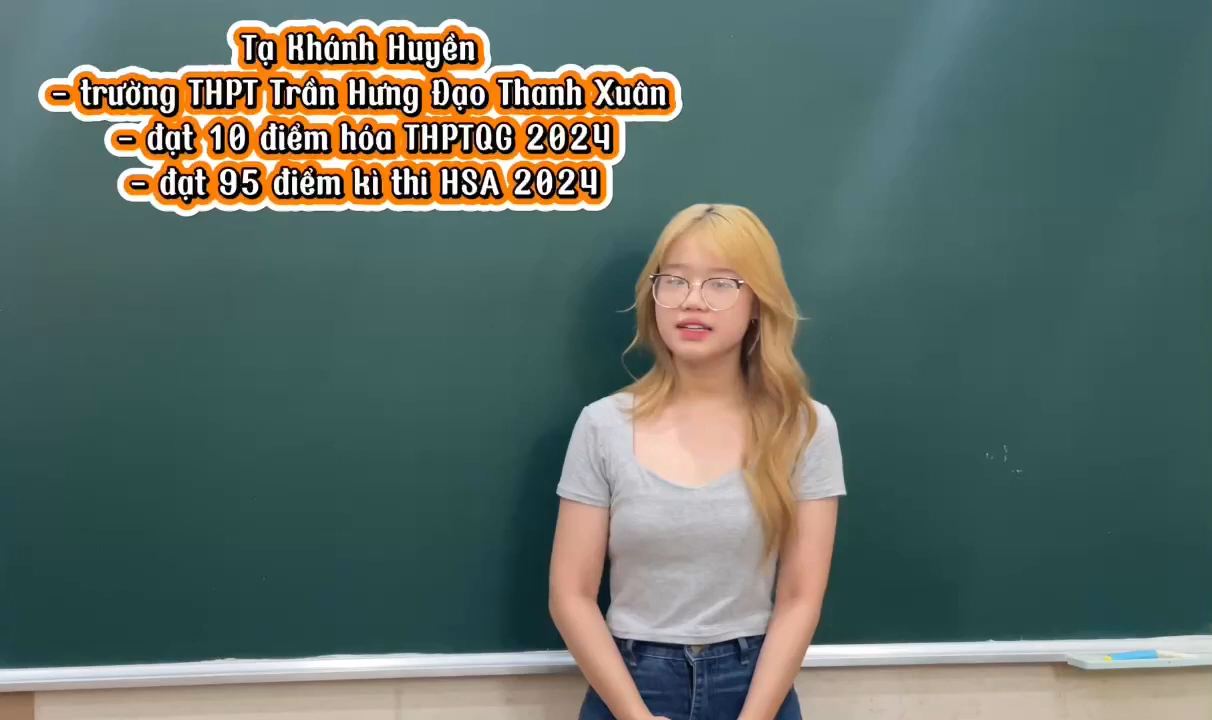 Tạ Khánh Huyền
- trường THPT Trần Hưng Đạo Thanh Xuân
- đạt 10 điểm hóa THPTQG 2024
- đạt 95 điểm kì thi HSA 2024